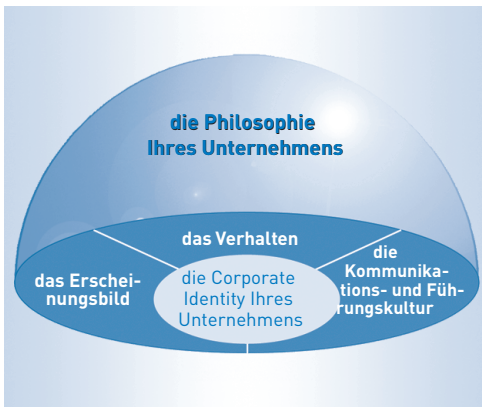 die Philosophie
Ihres Unternehmens
das Verhalten
das Erschei-
nungsbild
die Corporate
Identity Ihres
Unternehmens
die
Kommunika-
tions- und Füh-
rungskultur